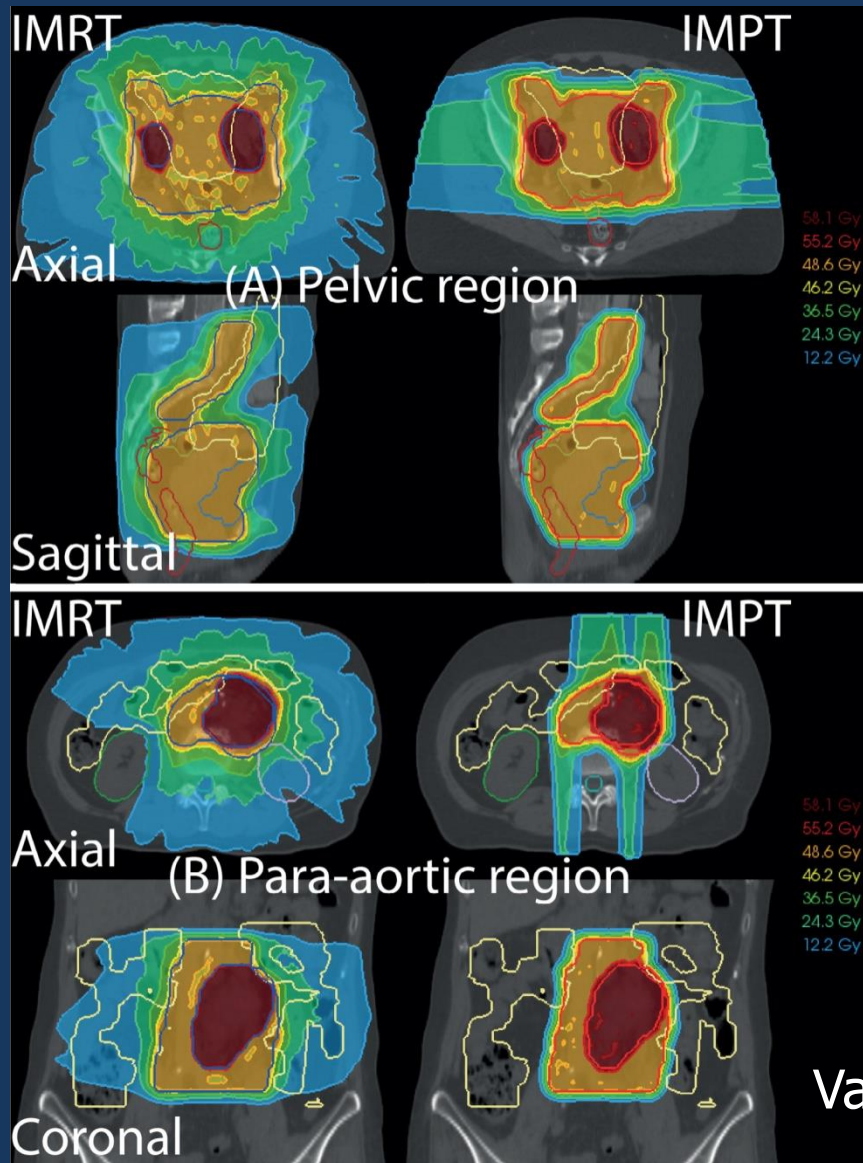 IMRT
IMPT
58.1 Gy
55.2 Gy
48.6 Gy
46.2 Gy
36.5 Gy
24.3 Gy
12.2 Gy
Axial
(A) Pelvic region
Sagittal
IMRT
IMPT
58.1 Gy
55.2 Gy
48.6 Gy
46.2 Gy
36.5 Gy
24.3 Gy
12.2 Gy
Axial
(B) Para-aortic region
Va
Coronal